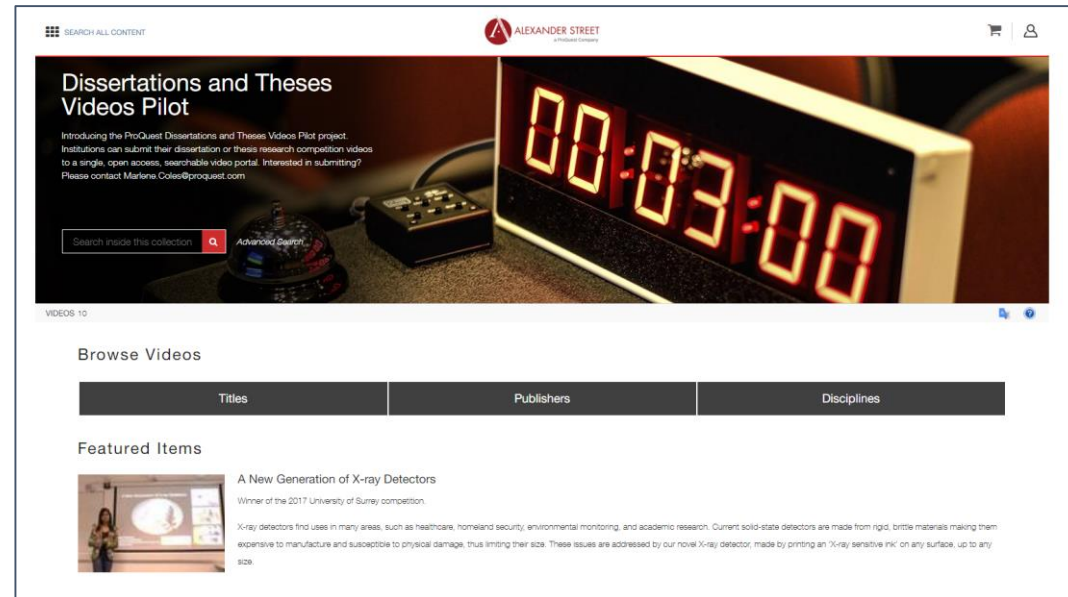 SEARCH ALL CONTENT
ALEXANDER STREET
a ProQuest Company
Dissertations and Theses
Videos Pilot
Introducing the ProQuest Dissertations and Theses Videos Pilot project.
Institutions can submit their dissertation or thesis research competition videos
to a single, open access, searchable video portal. Interested in submitting?
Please contact Marlene.Coles@proquest.com
Search inside this collection
Advanced Search
00:03:00
VIDEOS 10
Browse Videos
Titles
Publishers
Disciplines
Featured Items
A New Generation of X-ray Detectors
Winner of the 2017 University of Surrey competition.
X-ray detectors find uses in many areas, such as healthcare, homeland security, environmental monitoring, and academic research. Current solid-state detectors are made from rigid, brittle materials making them
expensive to manufacture and susceptible to physical damage, thus limiting their size. These issues are addressed by our novel X-ray detector, made by printing an 'X-ray sensitive ink' on any surface, up to any
size.